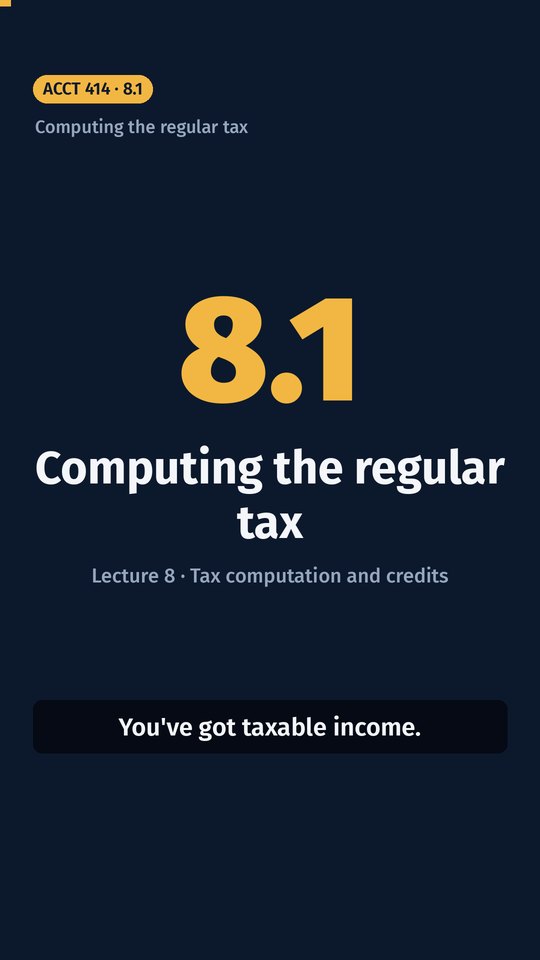 ACCT 414 · 8.1
Computing the regular tax
8.1
Computing the regular
tax
Lecture 8 · Tax computation and credits
You've got taxable income.